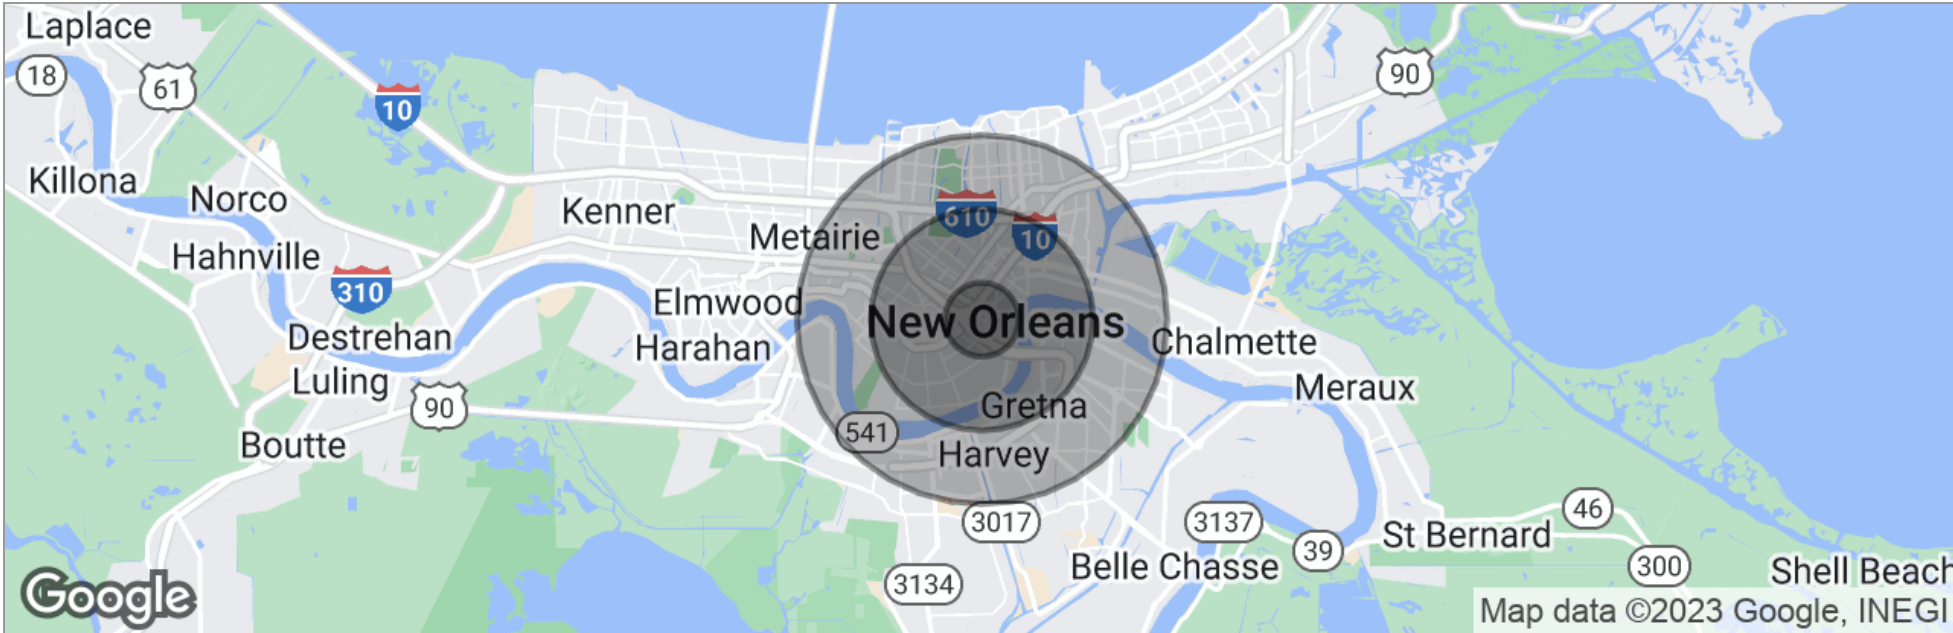 Laplace
18
61
10
90
Killona
Norco
Kenner
610
10
Metairie
Hahnville
310
Elmwood
New Orleans
Destrehan
Harahan
Chalmette
Luling
Meraux
90
Gretna
541
Boutte
Harvey
3017
3137
46
39
St Bernard
Belle Chasse
300
Shell Beach
3134
Google
Map data ©2023 Google, INEGI